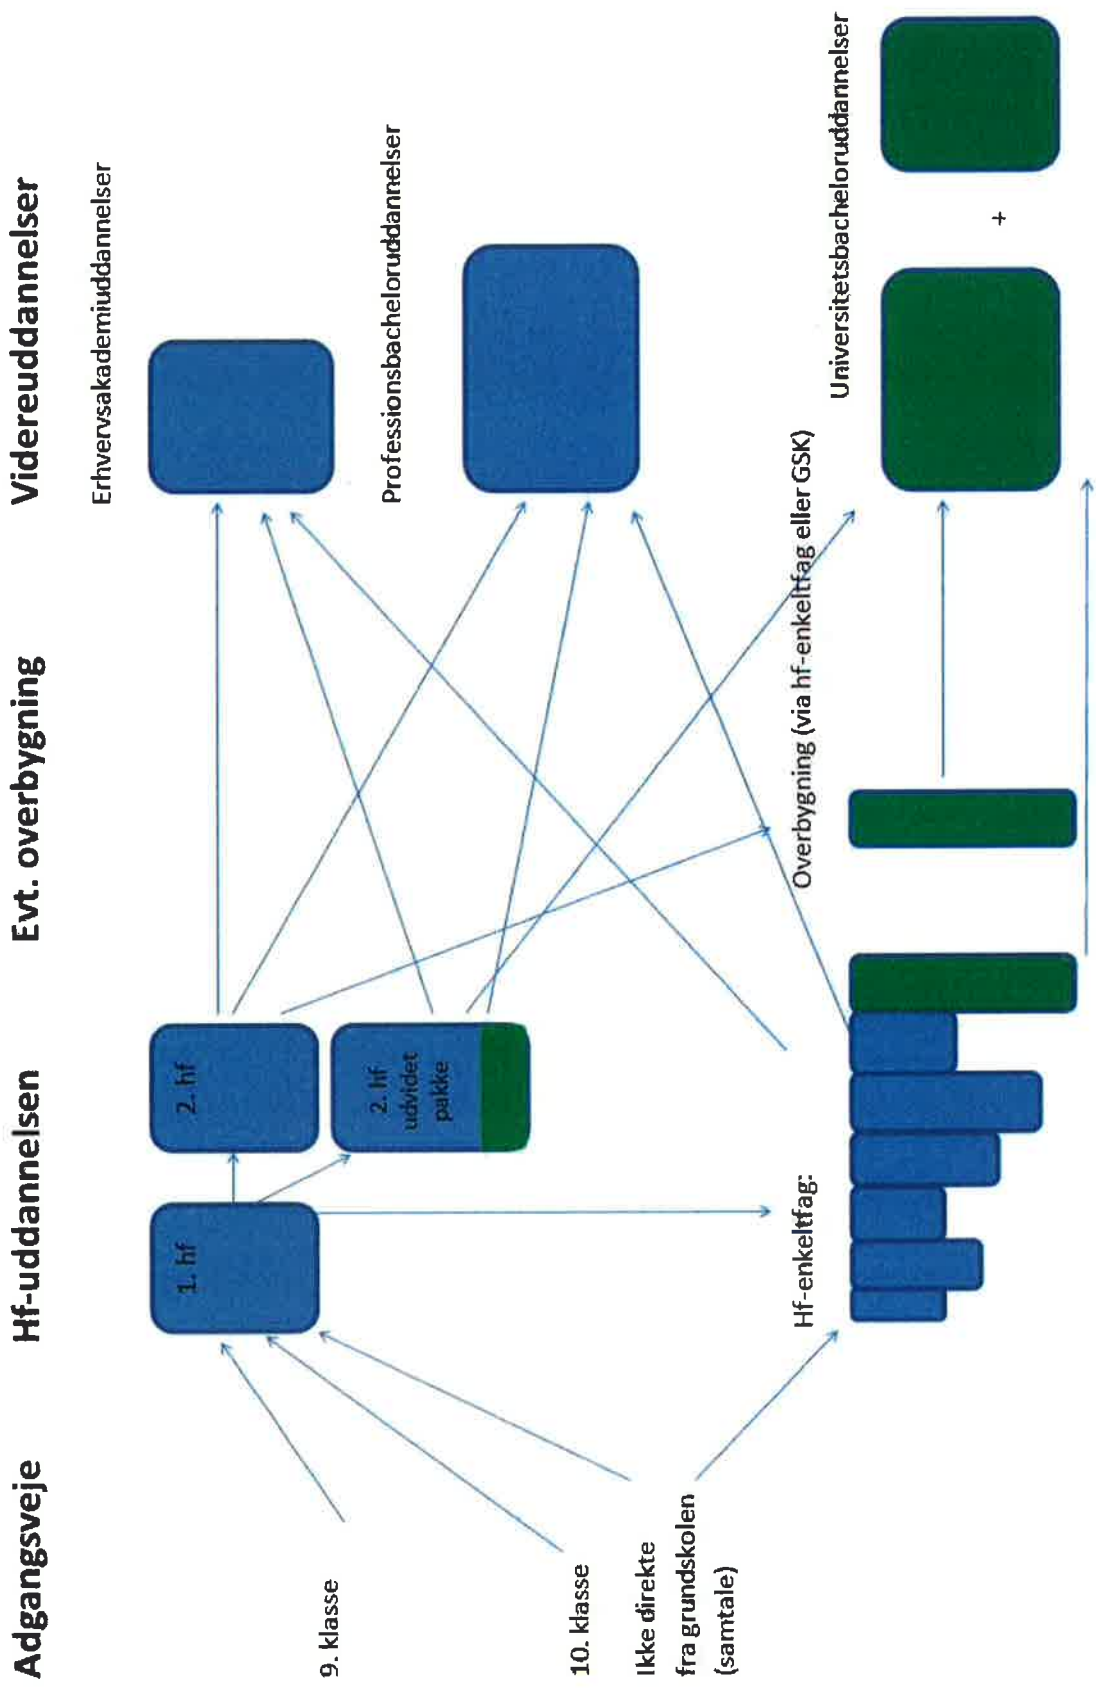 Adgangsveje
Hf-uddannelsen
Evt. overbygning
Videreuddannelser
Erhvervsakademiuddannelser
1. hf
2. hf
9. klasse
2. hf
udvidet
pakke
Professionsbacheloruddannelser
10. klasse
Ikke direkte
fra grundskolen
(samtale)
Hf-enkeltfag:
Overbygning (via hf-enkeltfag eller GSK)
Universitetsbacheloruddannelser
+